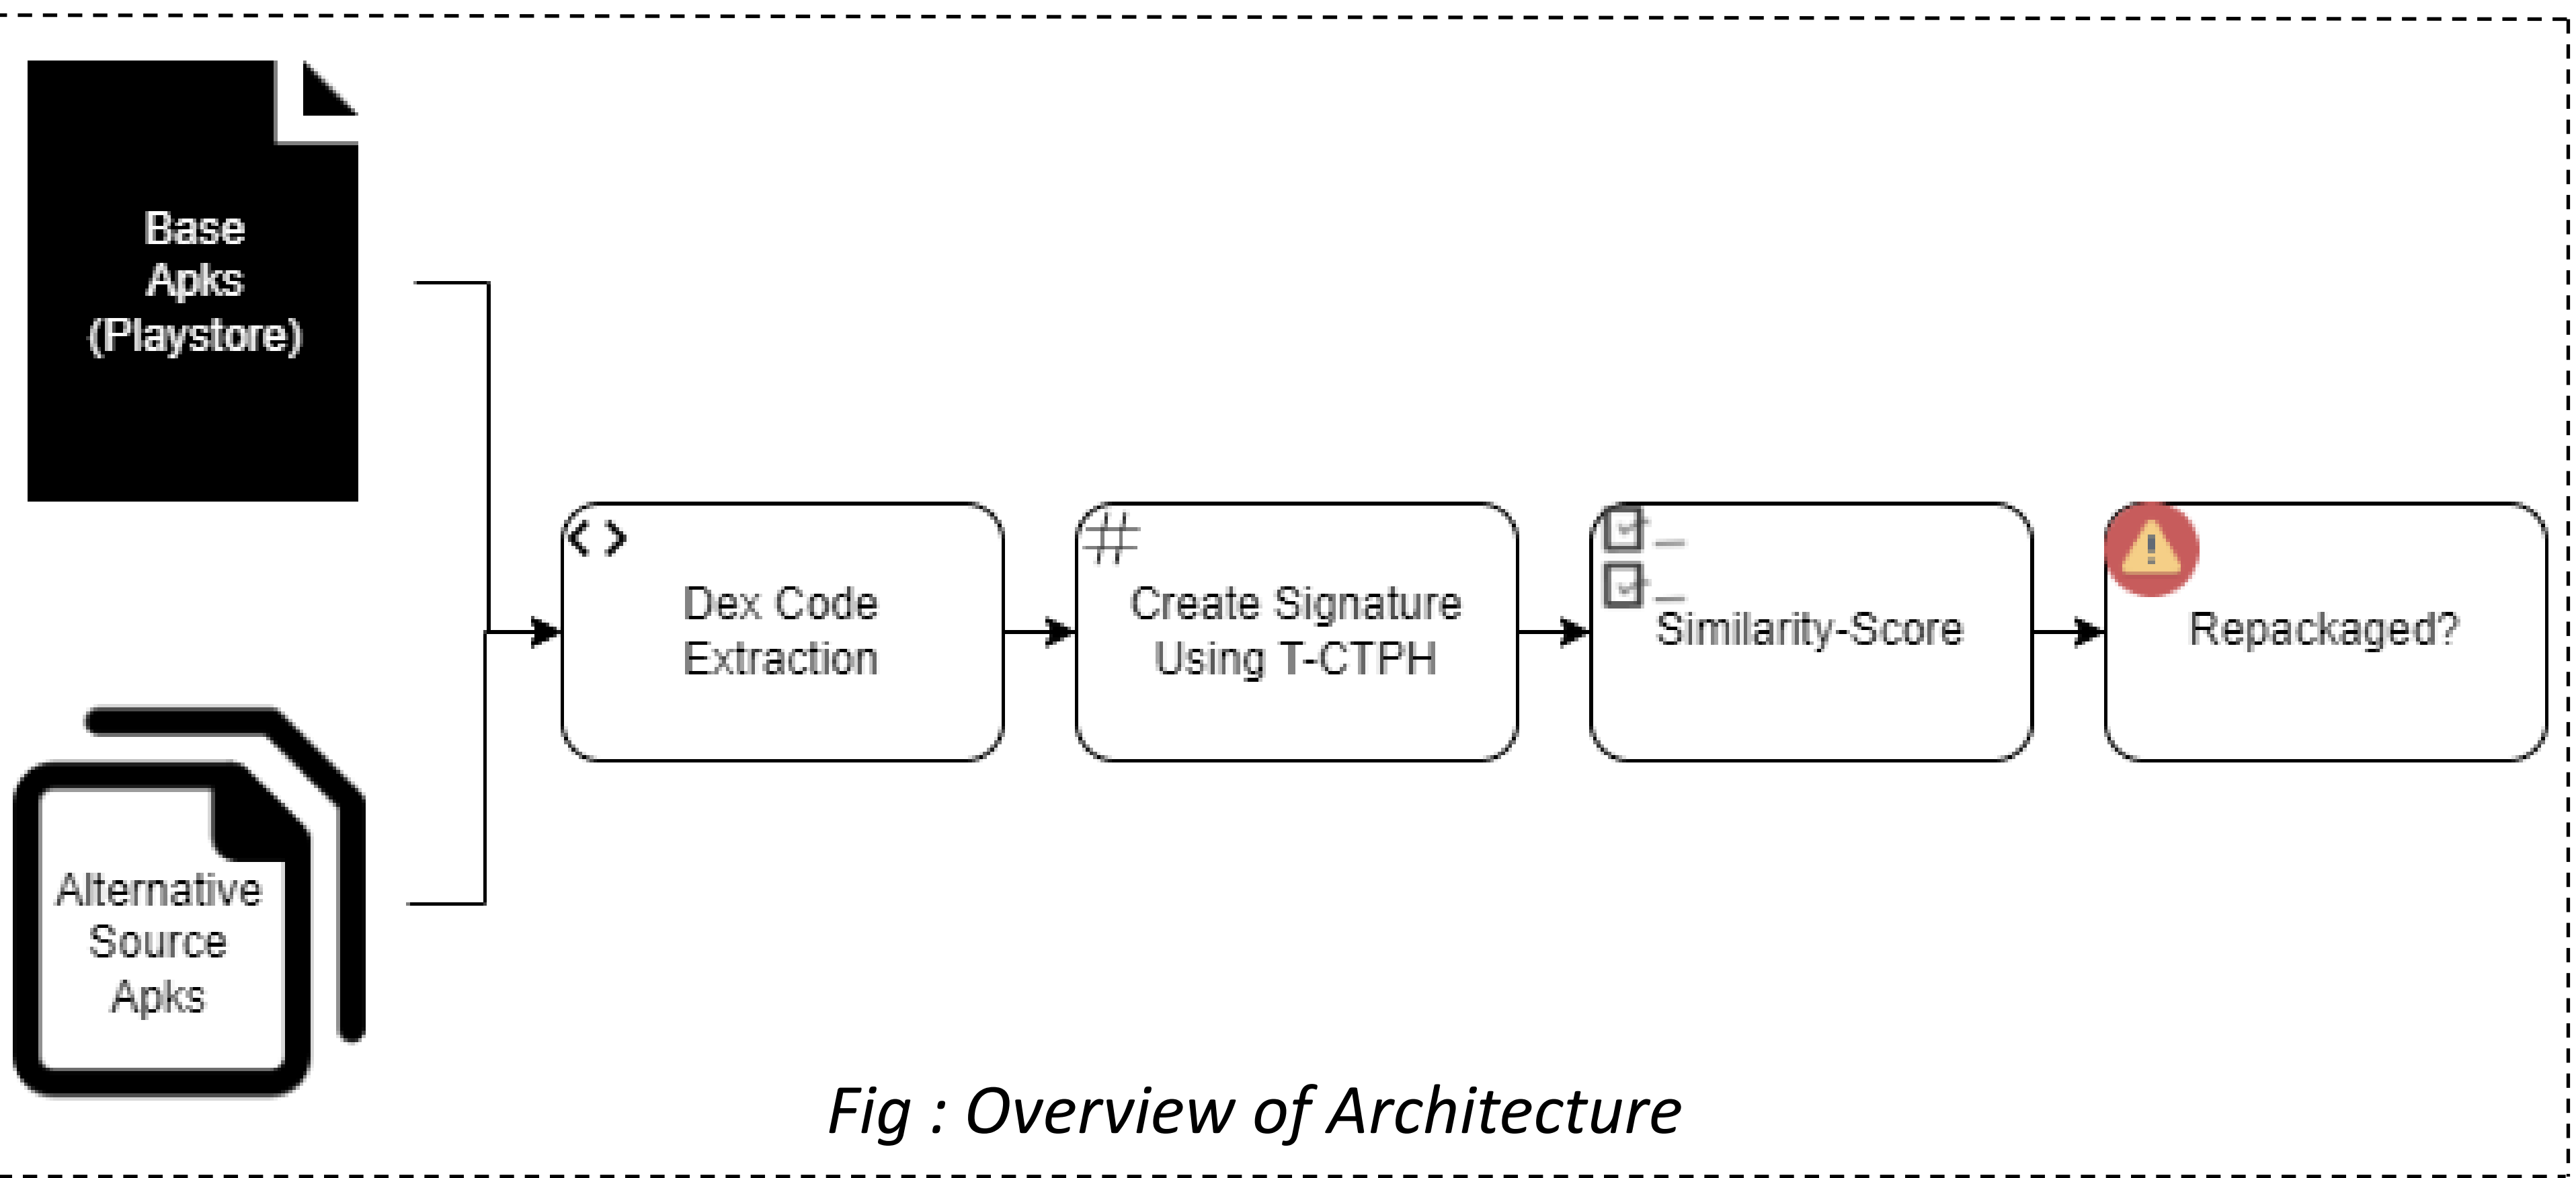 Base
Apks
(Playstore)
Dex Code
Extraction
#
Create Signature
Using T-CTPH
Similarity-Score
Repackaged?
Alternative
Source
Apks
Fig : Overview of Architecture